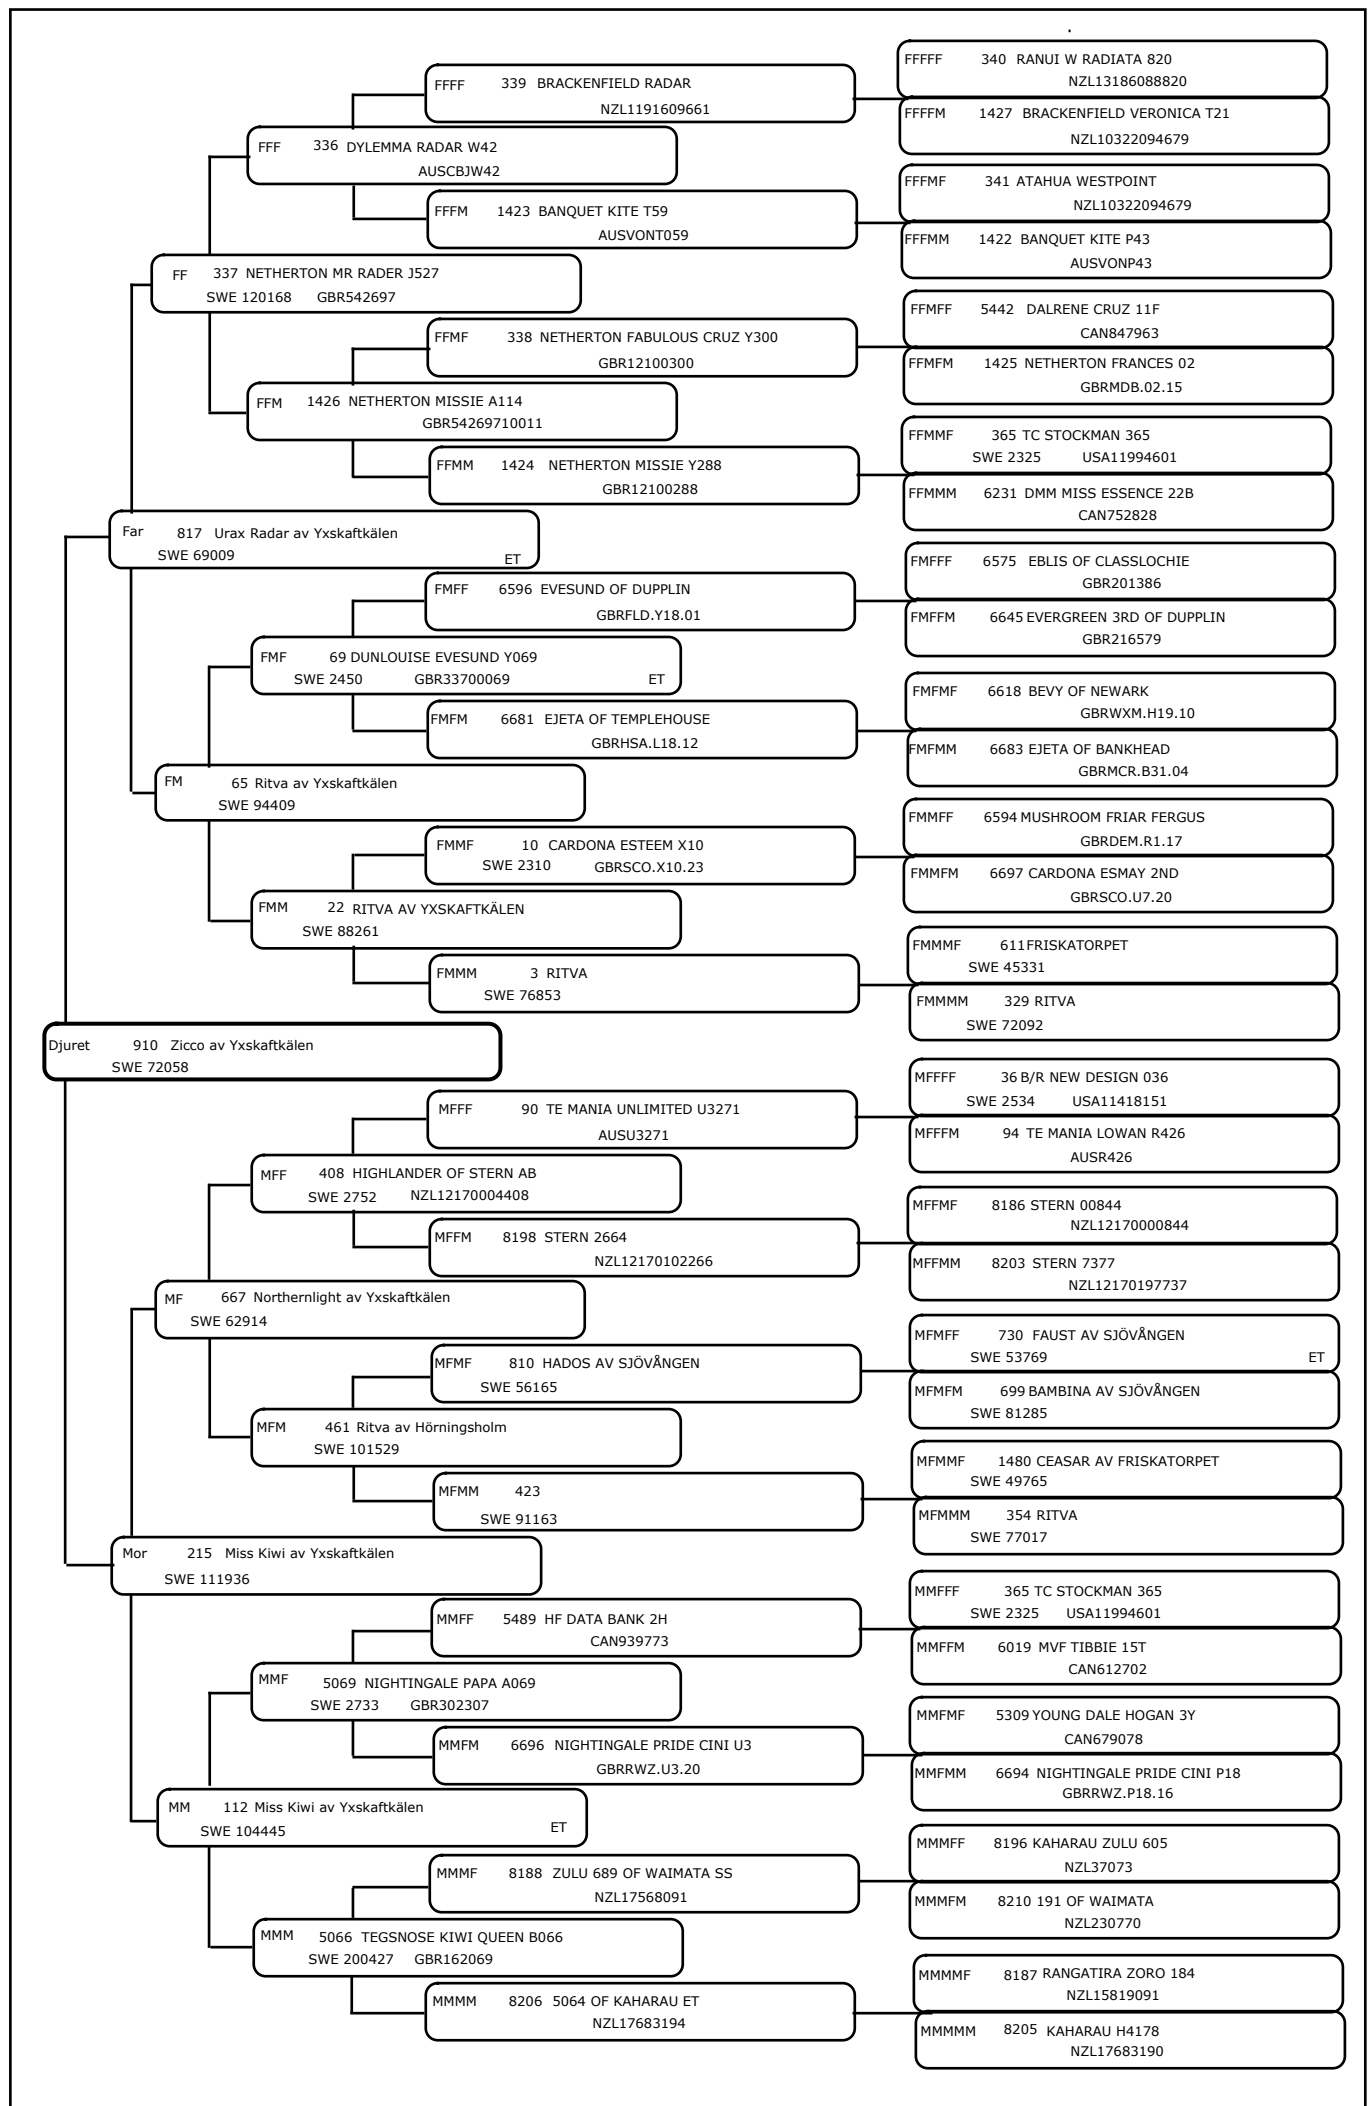 FFFFF 340 RANUI W RADIATA 820
NZL13186088820
FFFF 339 BRACKENFIELD RADAR
NZL1191609661
FFFFM 1427 BRACKENFIELD VERONICA T21
NZL10322094679
FFF 336 DYLEMMA RADAR W42
AUSCBJW42
FFFMF 341 ATAHUA WESTPOINT
NZL10322094679
FFFM 1423 BANQUET KITE T59
AUSVONT059
FFFMM 1422 BANQUET KITE P43
AUSVONP43
FF 337 NETHERTON MR RADER J527
SWE 120168 GBR542697
FFMFF 5442 DALRENE CRUZ 11F
CAN847963
FFMF 338 NETHERTON FABULOUS CRUZ Y300
GBR12100300
FFMFM 1425 NETHERTON FRANCES 02
GBRMDB.02.15
FFM 1426 NETHERTON MISSIE A114
GBR54269710011
FFMMF 365 TC STOCKMAN 365
SWE 2325 USA11994601
FFMM 1424 NETHERTON MISSIE Y288
GBR12100288
FFMMM 6231 DMM MISS ESSENCE 22B
CAN752828
Far 817 Urax Radar av Yxskaftkälen
SWE 69009 ET
FMFFF 6575 EBLIS OF CLASSLOCHIE
GBR201386
FMFF 6596 EVESUND OF DUPPLIN
GBRFLD.Y18.01
FMFFM 6645 EVERGREEN 3RD OF DUPPLIN
GBR216579
FMF 69 DUNLOUISE EVESUND Y069
SWE 2450 GBR33700069 ET
FMFMF 6618 BEVY OF NEWARK
GBRWXM.H19.10
FMFM 6681 EJETA OF TEMPLEHOUSE
GBRHSA.L18.12
FMFMM 6683 EJETA OF BANKHEAD
GBRMCR.B31.04
FM 65 Ritva av Yxskaftkälen
SWE 94409
FMMFF 6594 MUSHROOM FRIAR FERGUS
GBRDEM.R1.17
FMMF 10 CARDONA ESTEEM X10
SWE 2310 GBRSCO.X10.23
FMMFM 6697 CARDONA ESMAY 2ND
GBRSCO.U7.20
FMM 22 RITVA AV YXSKAFTKÄLEN
SWE 88261
FMMMF 611 FRISKATORPET
SWE 45331
FMMM 3 RITVA
SWE 76853
FMMMM 329 RITVA
SWE 72092
Djuret 910 Zicco av Yxskaftkälen
SWE 72058
MFFFF 36 B/R NEW DESIGN 036
SWE 2534 USA11418151
MFFF 90 TE MANIA UNLIMITED U3271
AUSU3271
MFFFM 94 TE MANIA LOWAN R426
AUSR426
MFF 408 HIGHLANDER OF STERN AB
SWE 2752 NZL12170004408
MFFMF 8186 STERN 00844
NZL12170000844
MFFM 8198 STERN 2664
NZL12170102266
MFFMM 8203 STERN 7377
NZL12170197737
MF 667 Northernlight av Yxskaftkälen
SWE 62914
MFMFF 730 FAUST AV SJÖVÅNGEN
SWE 53769 ET
MFMF 810 HADOS AV SJÖVÅNGEN
SWE 56165
MFMFM 699 BAMBINA AV SJÖVÅNGEN
SWE 81285
MFM 461 Ritva av Hörningsholm
SWE 101529
MFMMF 1480 CEASAR AV FRISKATORPET
SWE 49765
MFMM 423
SWE 91163
MFMMM 354 RITVA
SWE 77017
Mor 215 Miss Kiwi av Yxskaftkälen
SWE 111936
MMFFF 365 TC STOCKMAN 365
SWE 2325 USA11994601
MMFF 5489 HF DATA BANK 2H
CAN939773
MMFFM 6019 MVF TIBBIE 15T
CAN612702
MMF 5069 NIGHTINGALE PAPA A069
SWE 2733 GBR302307
MMFMF 5309 YOUNG DALE HOGAN 3Y
CAN679078
MMFM 6696 NIGHTINGALE PRIDE CINI U3
GBRRWZ.U3.20
MMFMM 6694 NIGHTINGALE PRIDE CINI P18
GBRRWZ.P18.16
MM 112 Miss Kiwi av Yxskaftkälen
SWE 104445 ET
MMMFF 8196 KAHARAU ZULU 605
NZL37073
MMMF 8188 ZULU 689 OF WAIMATA SS
NZL17568091
MMMFM 8210 191 OF WAIMATA
NZL230770
MMM 5066 TEGSNOSE KIWI QUEEN B066
SWE 200427 GBR162069
MMMMF 8187 RANGATIRA ZORO 184
NZL15819091
MMMM 8206 5064 OF KAHARAU ET
NZL17683194
MMMMM 8205 KAHARAU H4178
NZL17683190